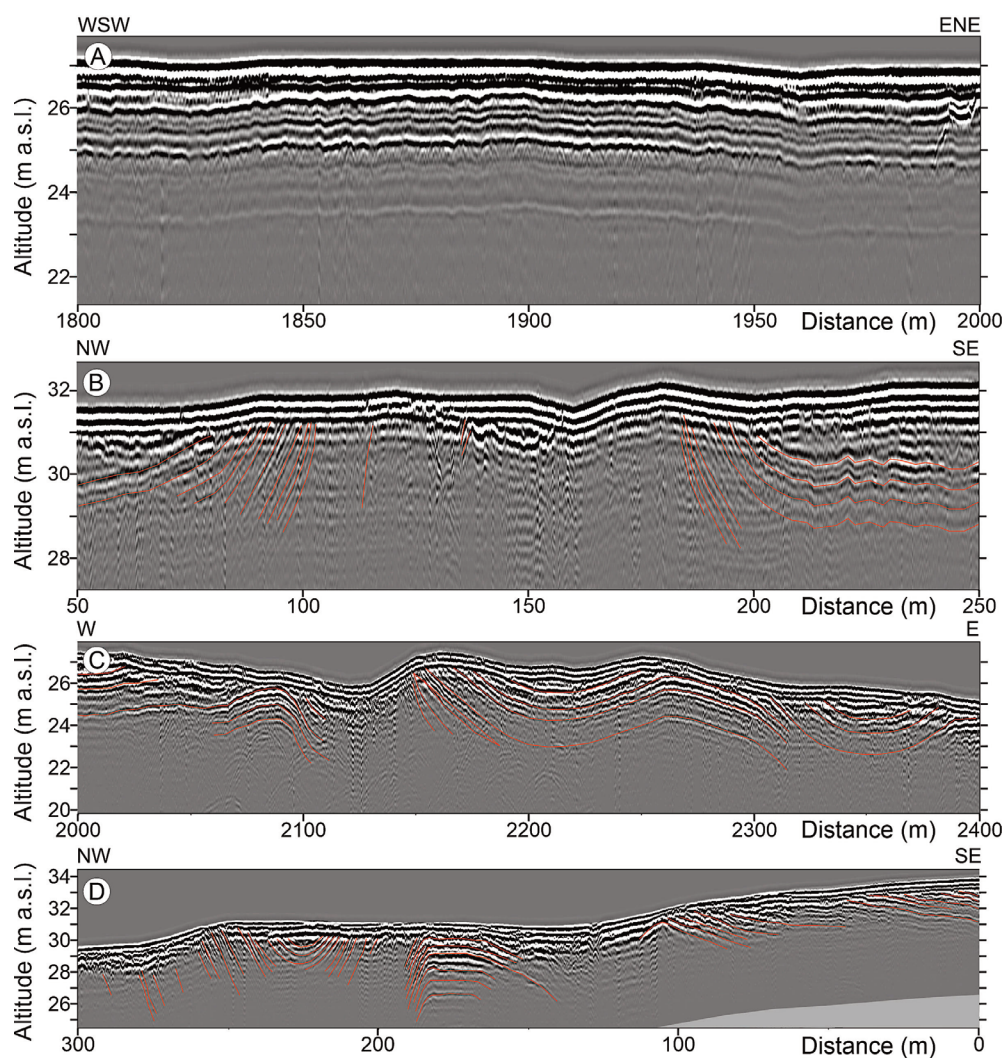 WSW ENE
A
Altitude (m a.s.l.)
26
24
22
1800 1850 1900 1950 Distance (m) 2000
NW SE
B
Altitude (m a.s.l.)
32
30
28
50 100 150 200 Distance (m) 250
W E
C
Altitude (m a.s.l.)
26
24
22
20
2000 2100 2200 2300 Distance (m) 2400
NW SE
D
Altitude (m a.s.l.)
34
32
30
28
26
300 200 100 Distance (m) 0